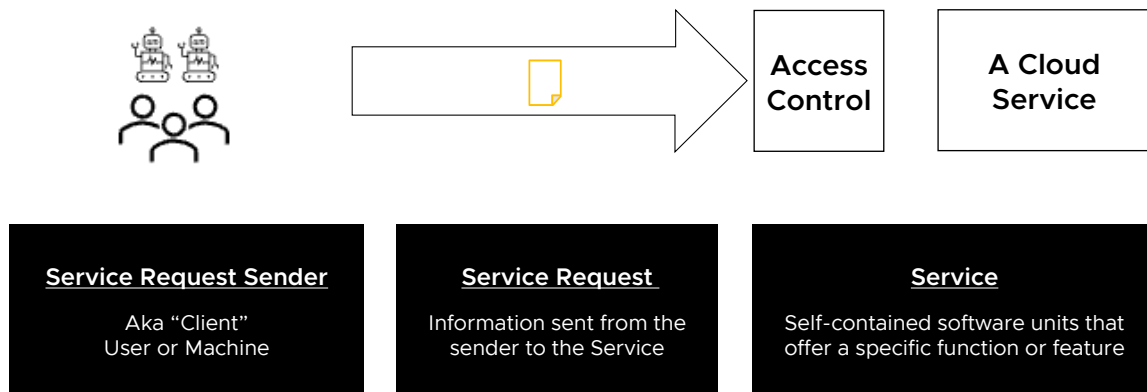 Access
Control
A Cloud
Service
Service Request Sender
Aka “Client”
User or Machine
Service Request
Information sent from the
sender to the Service
Service
Self-contained software units that
offer a specific function or feature